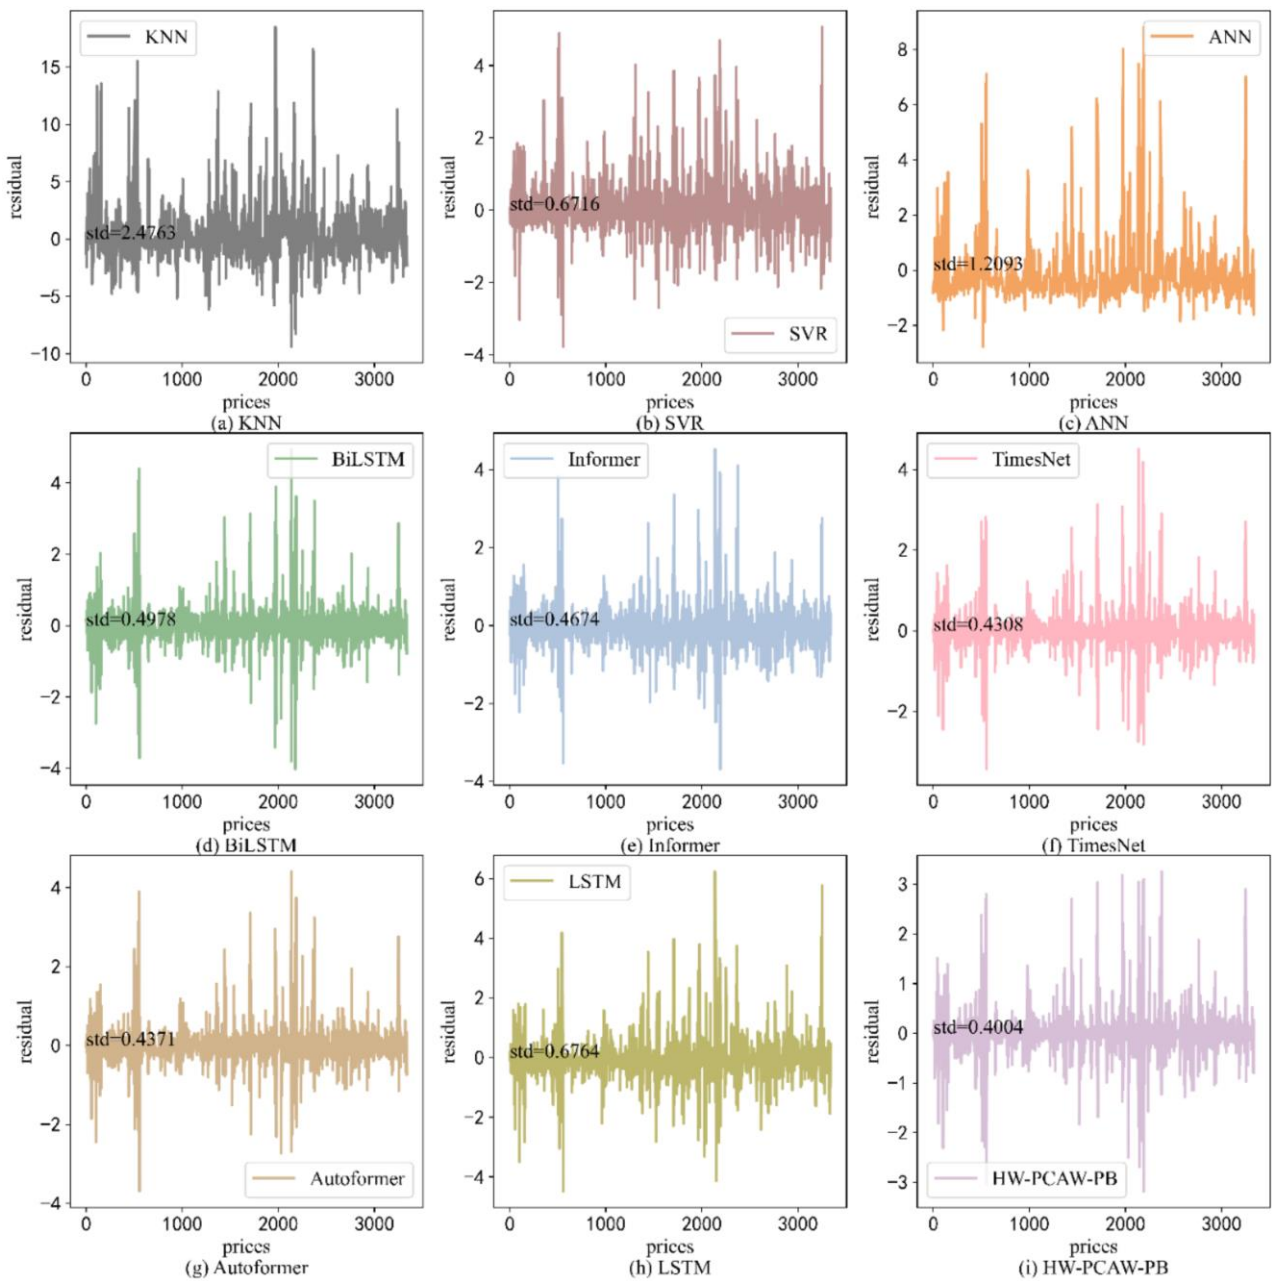 KNN
residual
15
10
5
0
−5
−10
std=2.4763
0 1000 2000 3000
prices
(a) KNN
SVR
residual
4
2
0
−2
−4
std=0.6716
0 1000 2000 3000
prices
(b) SVR
ANN
residual
8
6
4
2
0
−2
std=1.2093
0 1000 2000 3000
prices
(c) ANN
BiLSTM
residual
4
2
0
−2
−4
std=0.4978
0 1000 2000 3000
prices
(d) BiLSTM
Informer
residual
4
2
0
−2
−4
std=0.4674
0 1000 2000 3000
prices
(e) Informer
TimesNet
residual
4
2
0
−2
std=0.4308
0 1000 2000 3000
prices
(f) TimesNet
Autoformer
residual
4
2
0
−2
−4
std=0.4371
0 1000 2000 3000
prices
(g) Autoformer
LSTM
residual
6
4
2
0
−2
−4
std=0.6764
0 1000 2000 3000
prices
(h) LSTM
HW-PCAW-PB
residual
3
2
1
0
−1
−2
−3
std=0.4004
0 1000 2000 3000
prices
(i) HW-PCAW-PB